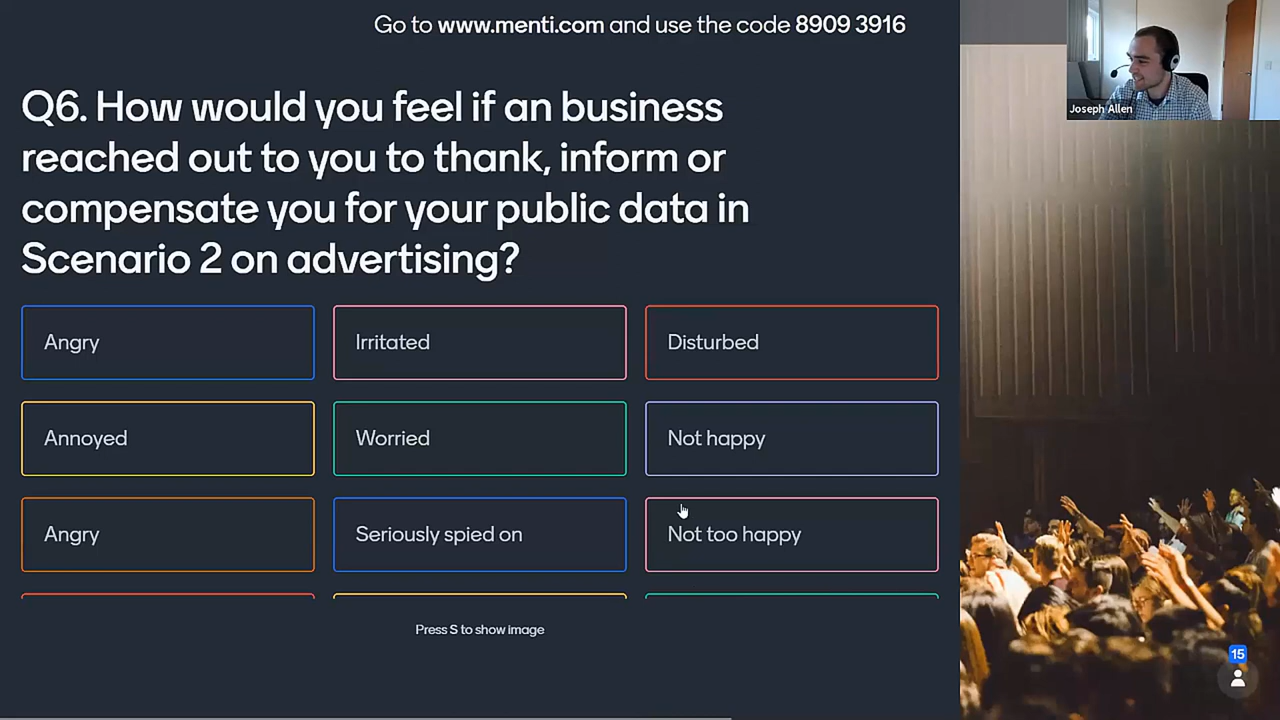 Go to www.menti.com and use the code 8909 3916
Joseph Allen
Q6. How would you feel if an business
reached out to you to thank, inform or
compensate you for your public data in
Scenario 2 on advertising?
Angry
Irritated
Disturbed
Annoyed
Worried
Not happy
Angry
Seriously spied on
Not too happy
Press S to show image
15